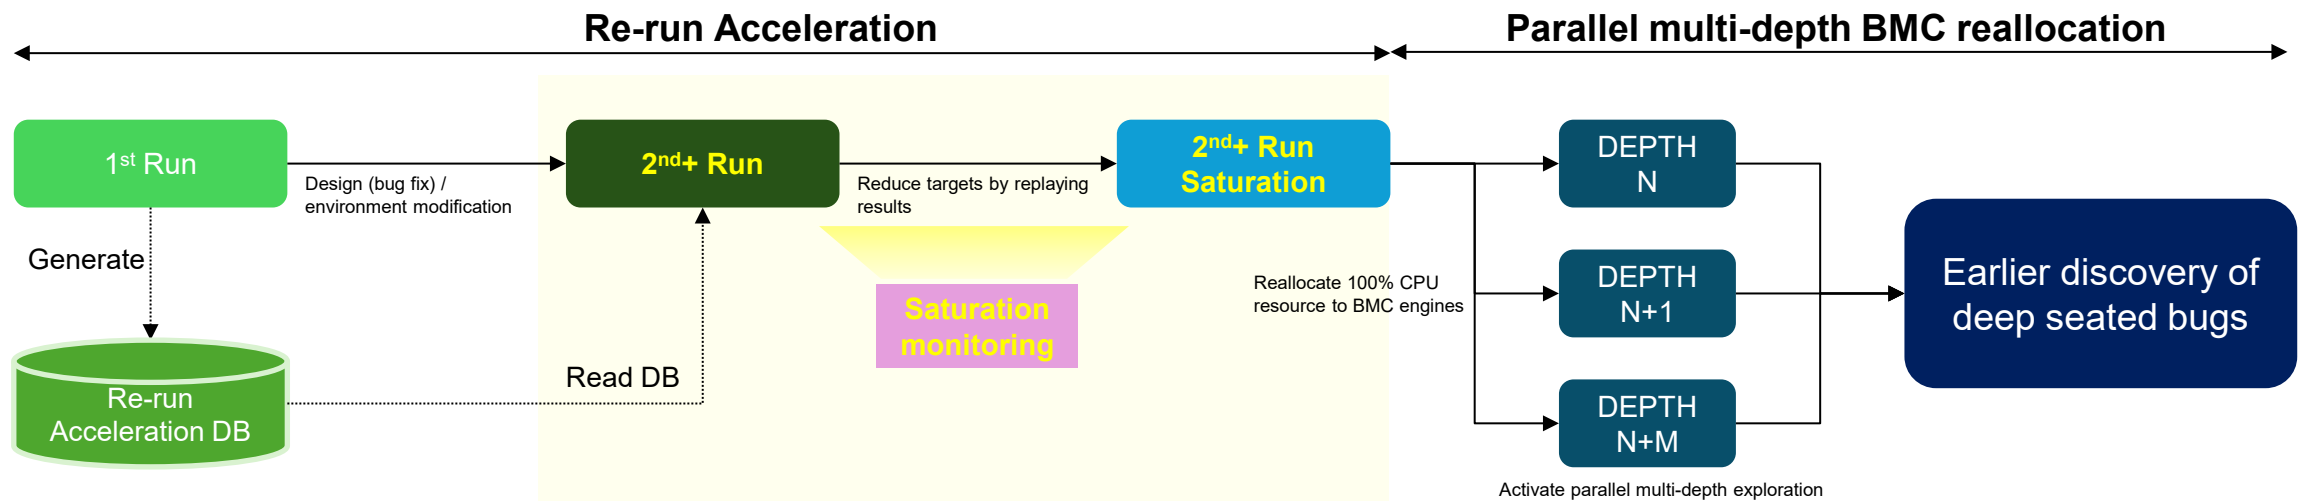 Re-run Acceleration
Parallel multi-depth BMC reallocation
1st Run
Design (bug fix) /
environment modification
2nd+ Run
Reduce targets by replaying
results
2nd+ Run
Saturation
DEPTH
N
Generate
Saturation
monitoring
Reallocate 100% CPU
resource to BMC engines
DEPTH
N+1
Earlier discovery of
deep seated bugs
Re-run
Acceleration DB
Read DB
DEPTH
N+M
Activate parallel multi-depth exploration